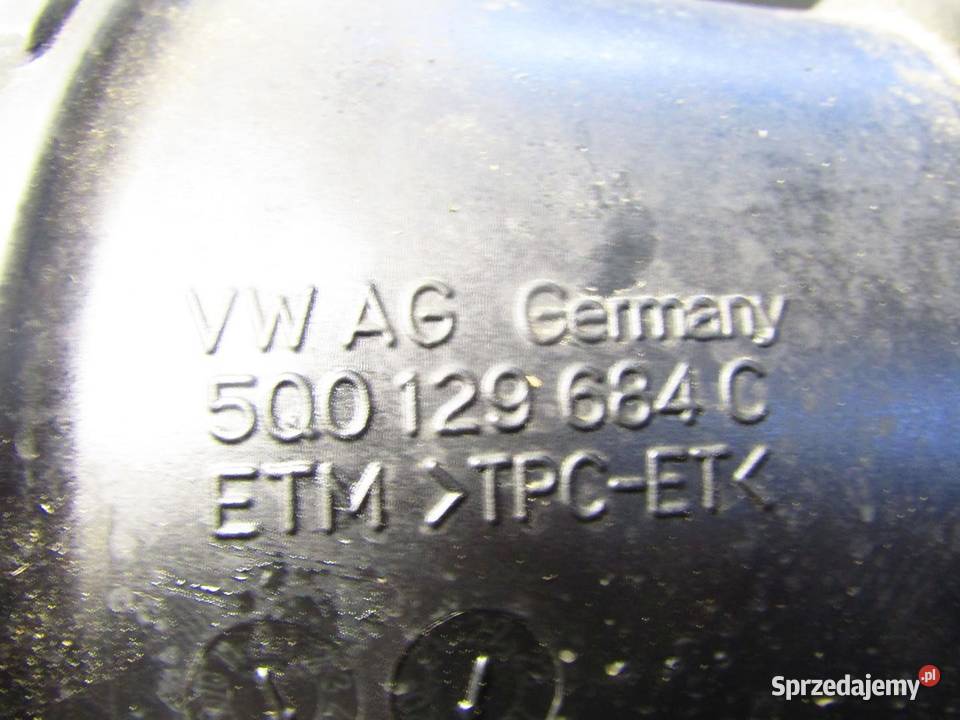 VW AG Germany
5Q0 129 684 C
ETM >TPC-ET<
Sprzedajemy.pl